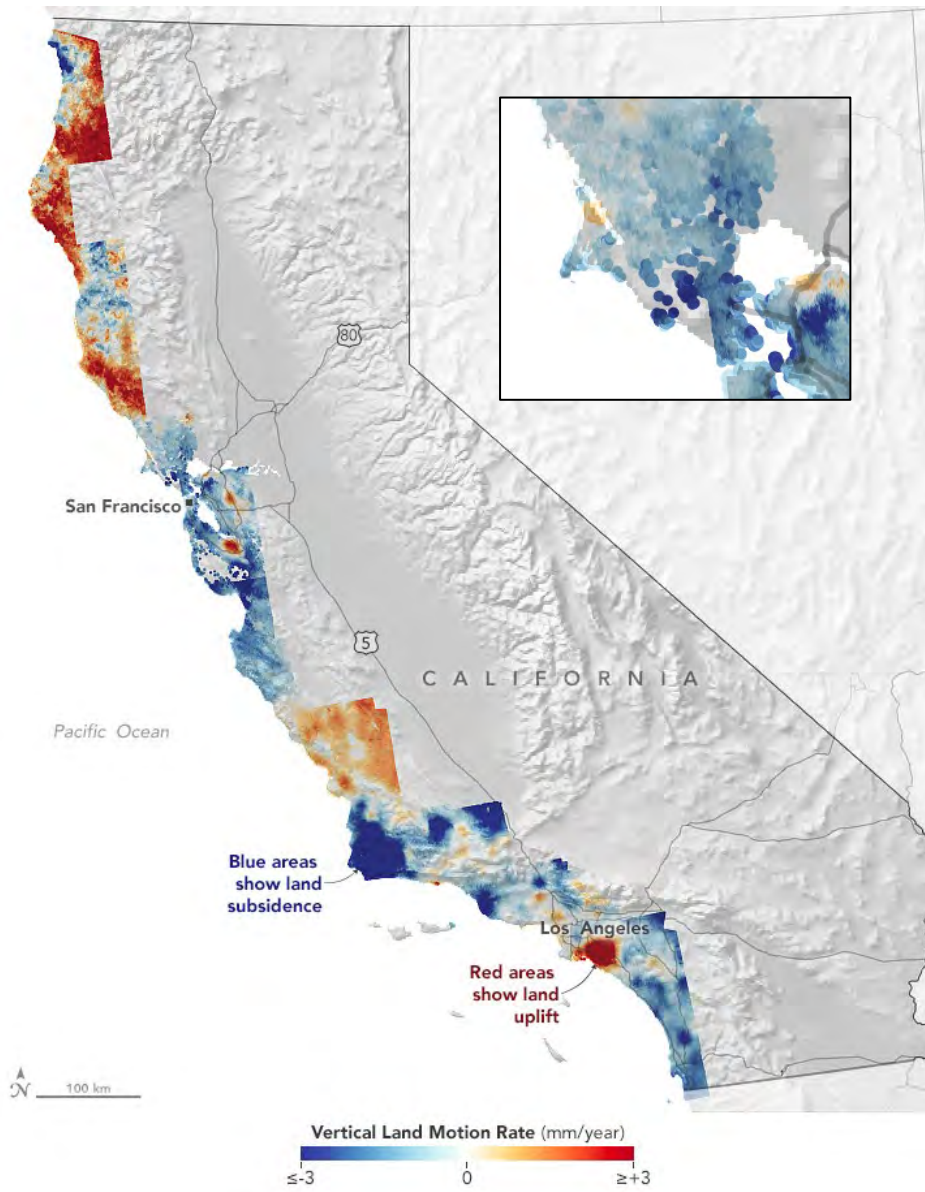 80
San Francisco
5
CALIFORNIA
Pacific Ocean
Blue areas
show land
subsidence
Los Angeles
Red areas
show land
uplift
N
100 km
Vertical Land Motion Rate (mm/year)
≤-3 0 ≥+3